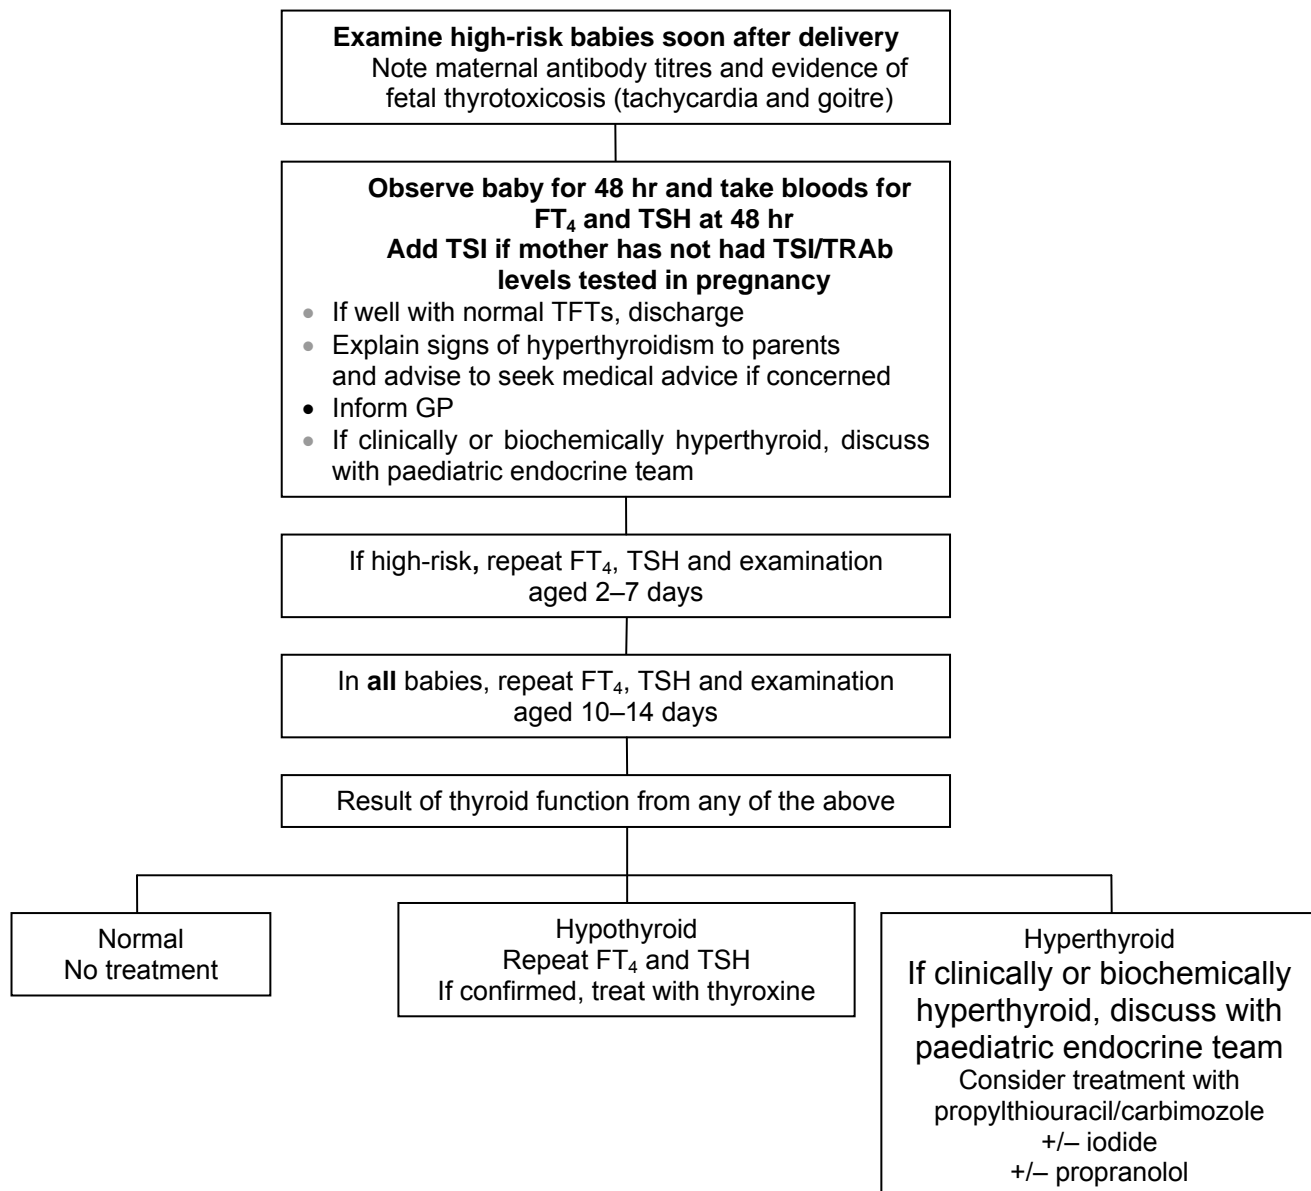 Examine high-risk babies soon after delivery
Note maternal antibody titres and evidence of
fetal thyrotoxicosis (tachycardia and goitre)
Observe baby for 48 hr and take bloods for
FT₄ and TSH at 48 hr
Add TSI if mother has not had TSI/TRAb
levels tested in pregnancy
• If well with normal TFTs, discharge
• Explain signs of hyperthyroidism to parents
and advise to seek medical advice if concerned
• Inform GP
• If clinically or biochemically hyperthyroid, discuss
with paediatric endocrine team
If high-risk, repeat FT₄, TSH and examination
aged 2–7 days
In all babies, repeat FT₄, TSH and examination
aged 10–14 days
Result of thyroid function from any of the above
Normal
No treatment
Hypothyroid
Repeat FT₄ and TSH
If confirmed, treat with thyroxine
Hyperthyroid
If clinically or biochemically
hyperthyroid, discuss with
paediatric endocrine team
Consider treatment with
propylthiouracil/carbimozole
+/– iodide
+/– propranolol